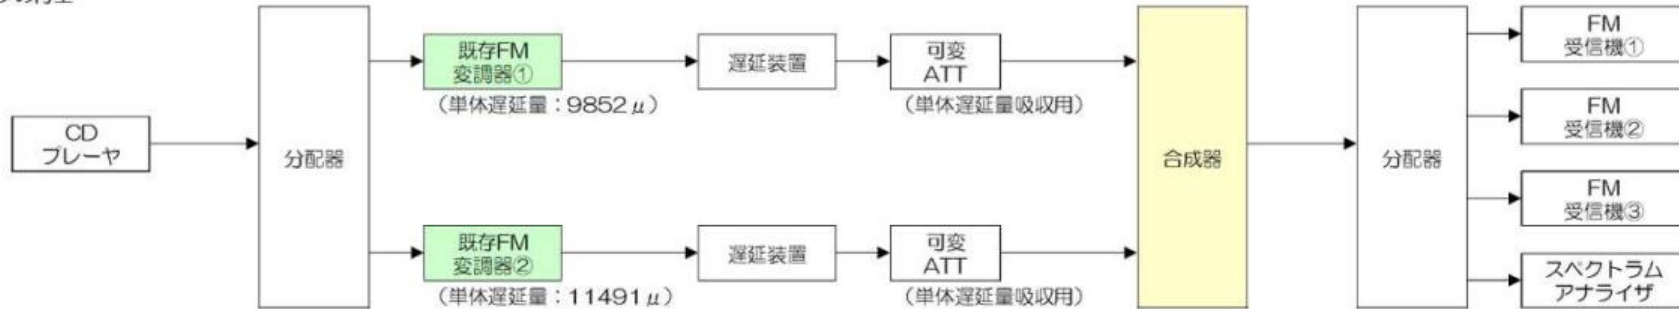 CD
プレーヤ
分配器
既存FM
変調器①
（単体遅延量：9852μ）
遅延装置
可変
ATT
（単体遅延量吸収用）
既存FM
変調器②
（単体遅延量：11491μ）
遅延装置
可変
ATT
（単体遅延量吸収用）
合成器
分配器
FM
受信機①
FM
受信機②
FM
受信機③
スペクトラム
アナライザ